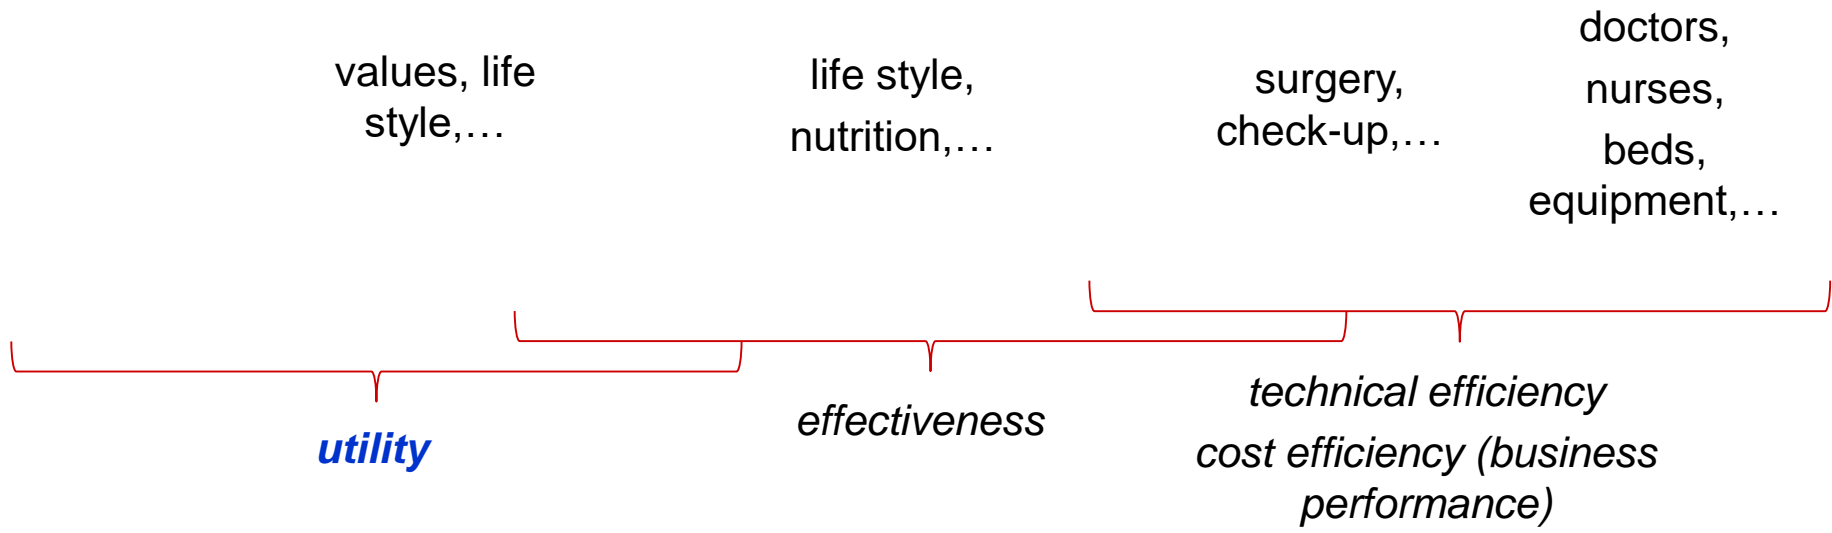 values, life
style,…
life style,
nutrition,…
surgery,
check-up,…
doctors,
nurses,
beds,
equipment,…
utility
effectiveness
technical efficiency
cost efficiency (business
performance)